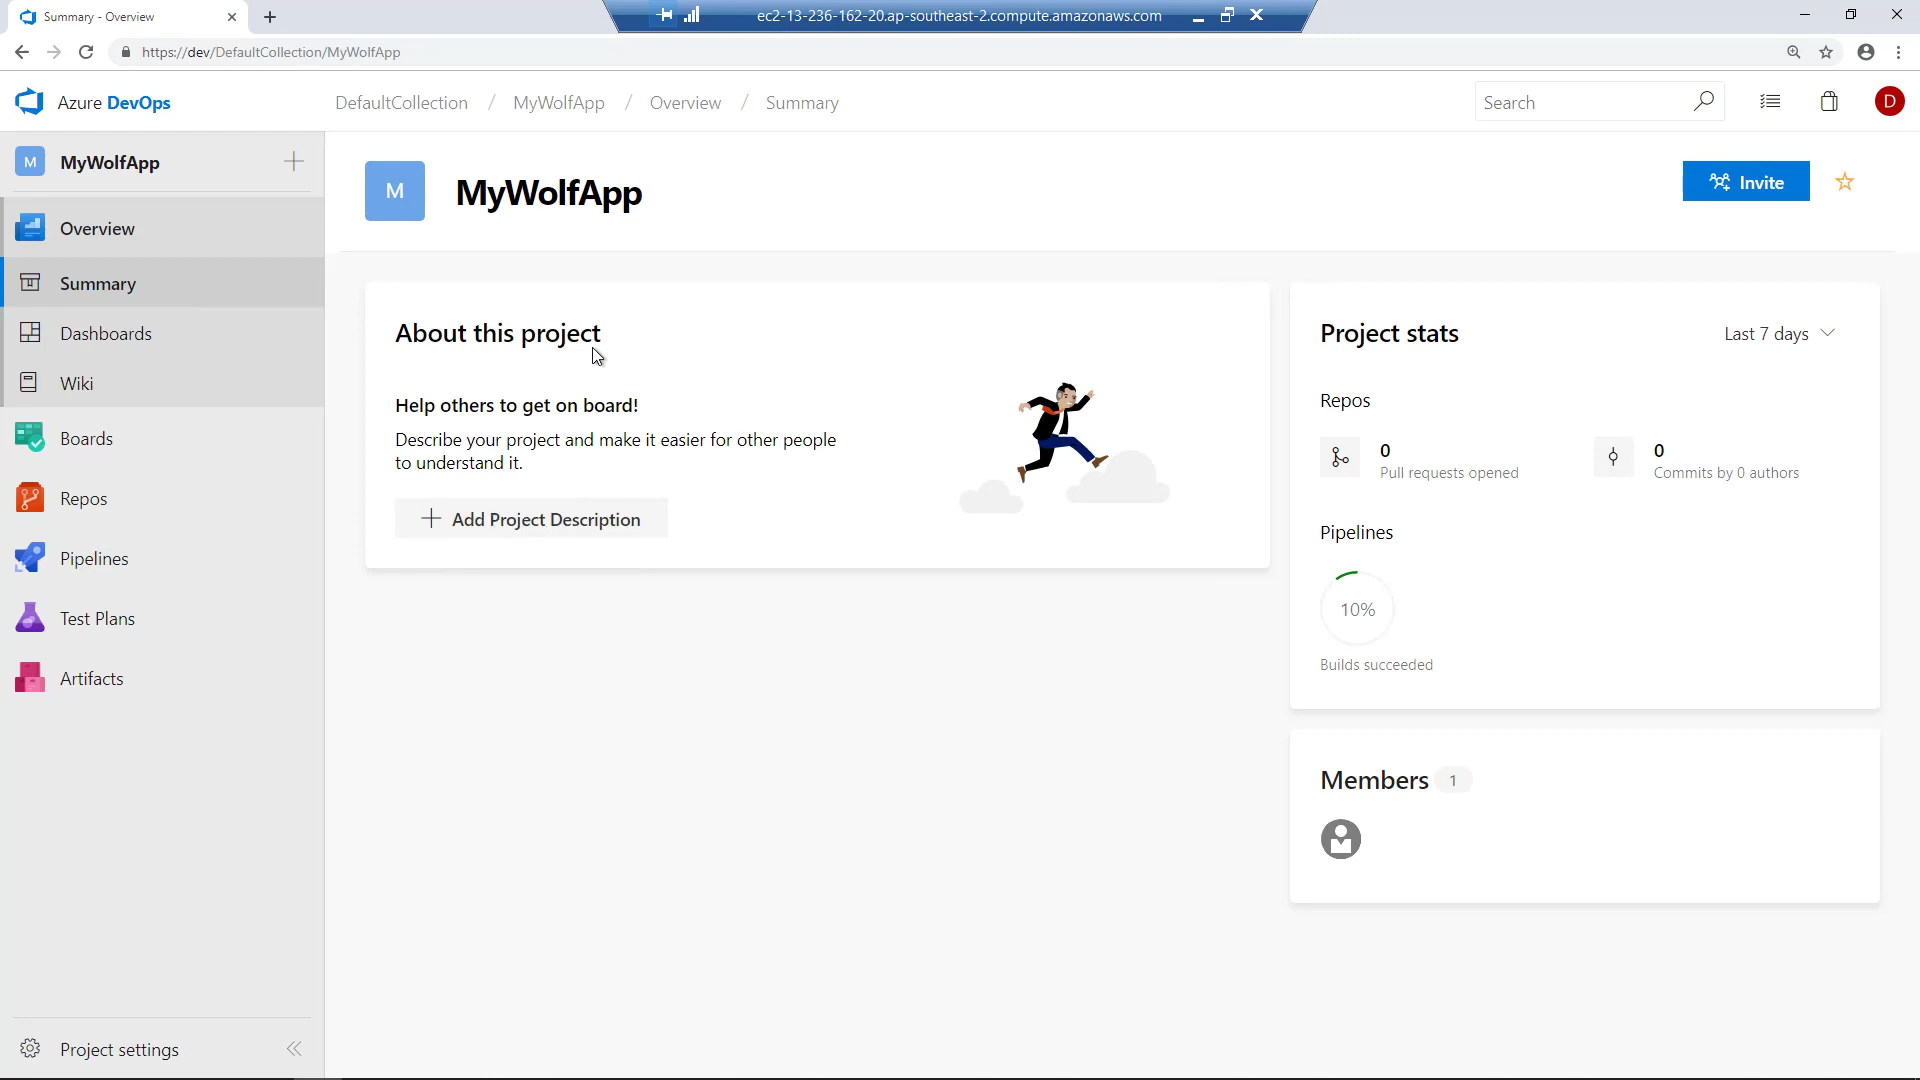 Summary - Overview
ec2-13-236-162-20.ap-southeast-2.compute.amazonaws.com
https://dev/DefaultCollection/MyWolfApp
Azure DevOps
DefaultCollection / MyWolfApp / Overview / Summary
Search
D
M MyWolfApp
Overview
Summary
Dashboards
Wiki
Boards
Repos
Pipelines
Test Plans
Artifacts
Project settings
M MyWolfApp
Invite
About this project
Help others to get on board!
Describe your project and make it easier for other people
to understand it.
Add Project Description
Project stats
Last 7 days
Repos
0
Pull requests opened
0
Commits by 0 authors
Pipelines
10%
Builds succeeded
Members 1